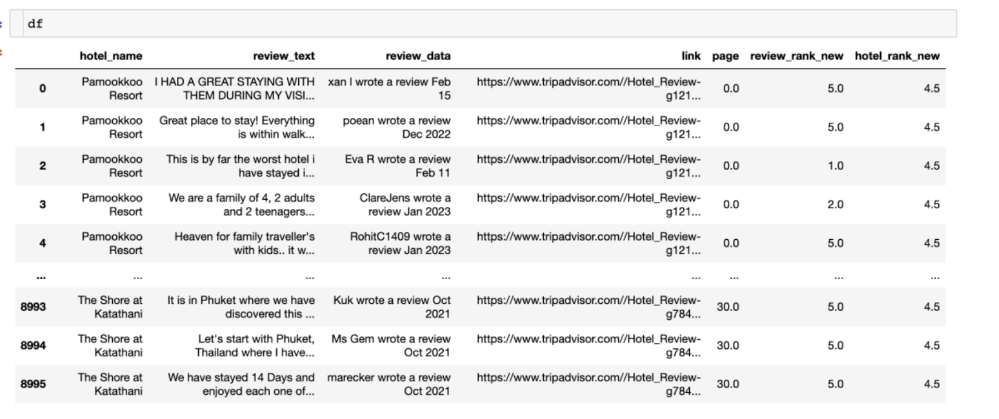 df
hotel_name review_text review_data link page review_rank_new hotel_rank_new
0 Pamookkoo Resort I HAD A GREAT STAYING WITH THEM DURING MY VISI... xan l wrote a review Feb 15 https://www.tripadvisor.com//Hotel_Review-g121... 0.0 5.0 4.5
1 Pamookkoo Resort Great place to stay! Everything is within walk... poean wrote a review Dec 2022 https://www.tripadvisor.com//Hotel_Review-g121... 0.0 5.0 4.5
2 Pamookkoo Resort This is by far the worst hotel i have stayed i... Eva R wrote a review Feb 11 https://www.tripadvisor.com//Hotel_Review-g121... 0.0 1.0 4.5
3 Pamookkoo Resort We are a family of 4, 2 adults and 2 teenagers... ClareJens wrote a review Jan 2023 https://www.tripadvisor.com//Hotel_Review-g121... 0.0 2.0 4.5
4 Pamookkoo Resort Heaven for family traveller's with kids.. it w... RohitC1409 wrote a review Jan 2023 https://www.tripadvisor.com//Hotel_Review-g121... 0.0 5.0 4.5
... ... ... ... ... ... ... ...
8993 The Shore at Katathani It is in Phuket where we have discovered this ... Kuk wrote a review Oct 2021 https://www.tripadvisor.com//Hotel_Review-g784... 30.0 5.0 4.5
8994 The Shore at Katathani Let's start with Phuket, Thailand where I have... Ms Gem wrote a review Oct 2021 https://www.tripadvisor.com//Hotel_Review-g784... 30.0 5.0 4.5
8995 The Shore at Katathani We have stayed 14 Days and enjoyed each one of... marecker wrote a review Oct 2021 https://www.tripadvisor.com//Hotel_Review-g784... 30.0 5.0 4.5